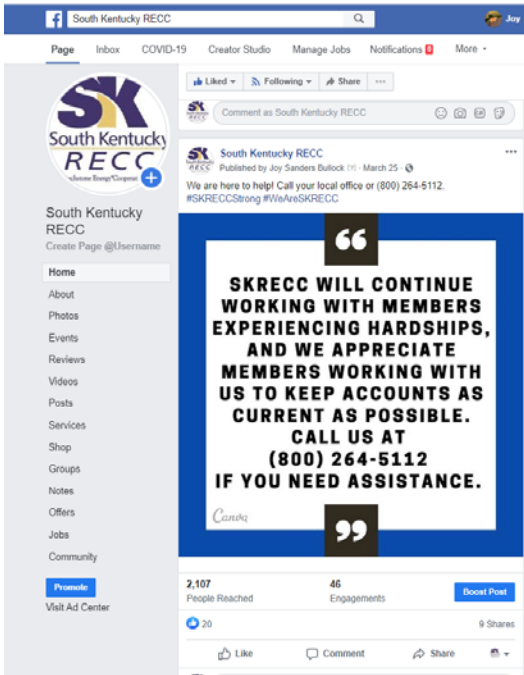 South Kentucky RECC
Joy
Page Inbox COVID-19 Creator Studio Manage Jobs Notifications 8 More
Liked Following Share
SK
South Kentucky
RECC
Comment as South Kentucky RECC
South Kentucky RECC
Published by Joy Sanders Bullock [?] · March 25 ·
We are here to help! Call your local office or (800) 264-5112.
#SKRECCStrong #WeAreSKRECC
South Kentucky
RECC
Create Page @Username
Home
About
Photos
Events
Reviews
Videos
Posts
Services
Shop
Groups
Notes
Offers
Jobs
Community
Promote
Visit Ad Center
“
SKRECC WILL CONTINUE
WORKING WITH MEMBERS
EXPERIENCING HARDSHIPS,
AND WE APPRECIATE
MEMBERS WORKING WITH
US TO KEEP ACCOUNTS AS
CURRENT AS POSSIBLE.
CALL US AT
(800) 264-5112
IF YOU NEED ASSISTANCE.
Canva
”
2,107
People Reached
46
Engagements
Boost Post
20
9 Shares
Like Comment Share